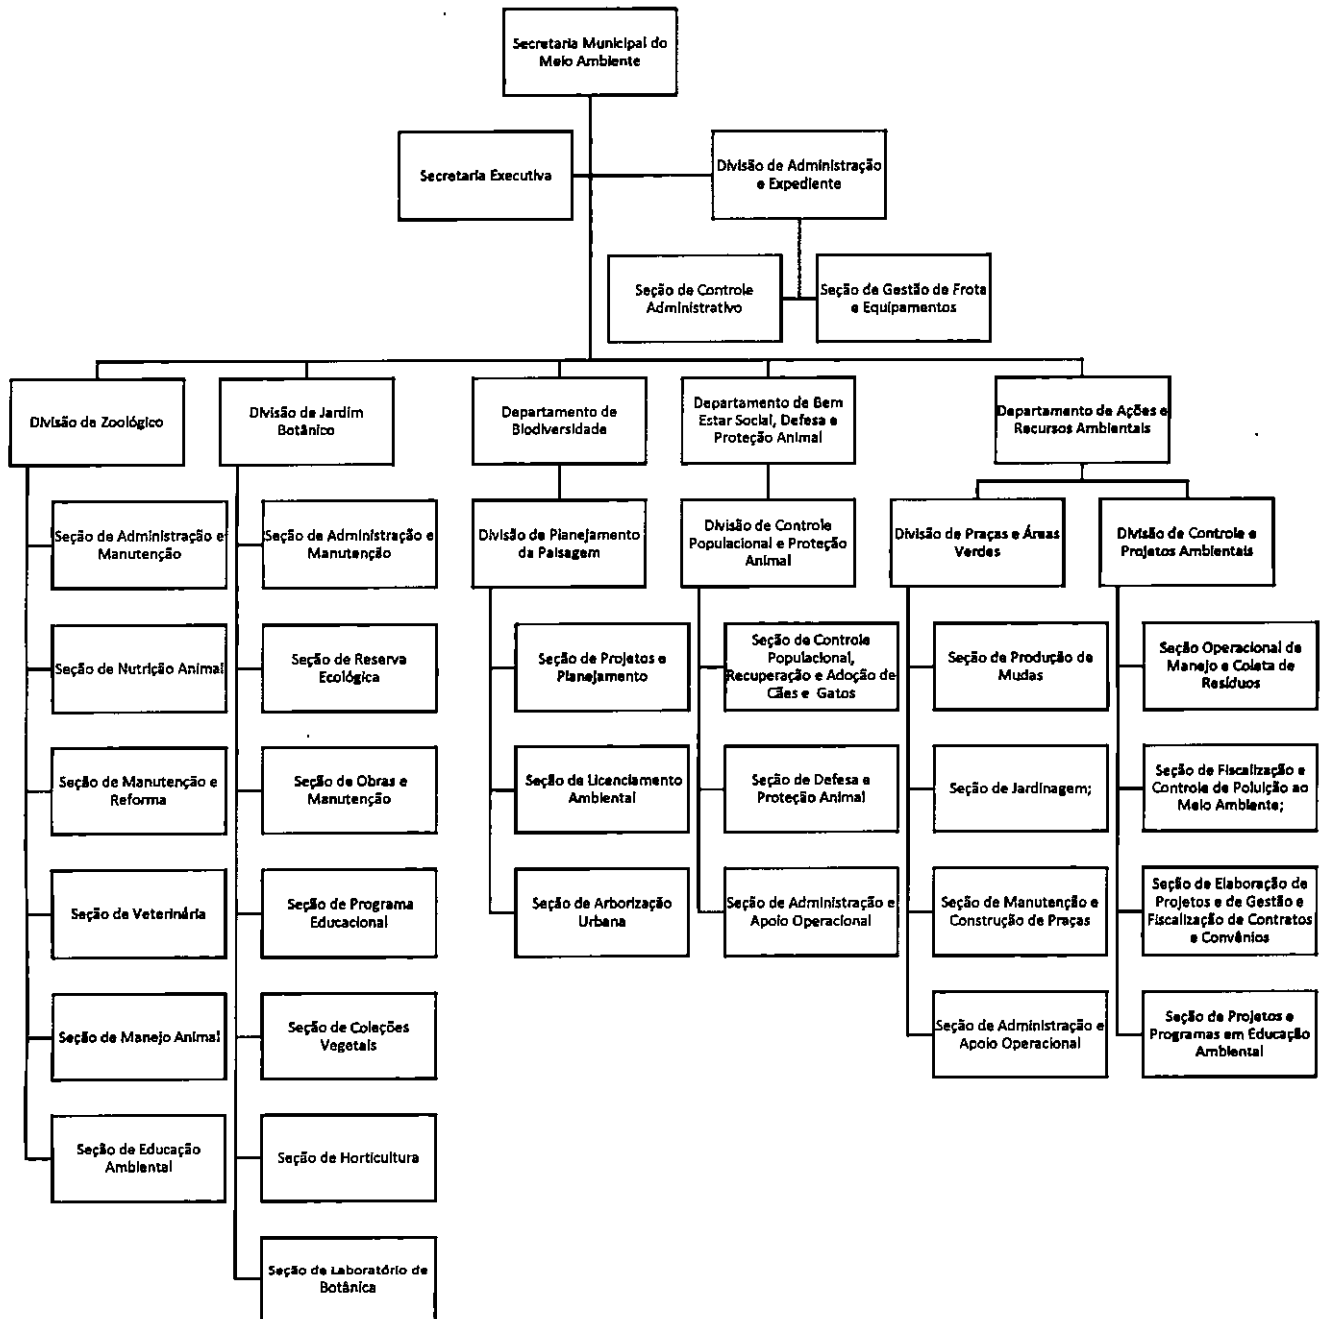 Secretaria Municipal do
Meio Ambiente
Secretaria Executiva
Divisão de Administração
e Expediente
Seção de Controle
Administrativo
Seção de Gestão de Frota
e Equipamentos
Divisão de Zoológico
Divisão de Jardim
Botânico
Departamento de
Biodiversidade
Departamento de Bem
Estar Social, Defesa e
Proteção Animal
Departamento de Ações e
Recursos Ambientais
Seção de Administração e
Manutenção
Seção de Administração e
Manutenção
Divisão de Planejamento
da Paisagem
Divisão de Controle
Populacional e Proteção
Animal
Divisão de Praças e Áreas
Verdes
Divisão de Controle e
Projetos Ambientais
Seção de Nutrição Animal
Seção de Reserva
Ecológica
Seção de Projetos e
Planejamento
Seção de Controle
Populacional,
Recuperação e Adoção de
Cães e Gatos
Seção de Produção de
Mudas
Seção Operacional de
Manejo e Coleta de
Resíduos
Seção de Manutenção e
Reforma
Seção de Obras e
Manutenção
Seção de Licenciamento
Ambiental
Seção de Defesa e
Proteção Animal
Seção de Jardinagem;
Seção de Fiscalização e
Controle de Poluição ao
Meio Ambiente;
Seção de Veterinária
Seção de Programa
Educacional
Seção de Arborização
Urbana
Seção de Administração e
Apoio Operacional
Seção de Manutenção e
Construção de Praças
Seção de Elaboração de
Projetos e de Gestão e
Fiscalização de Contratos
e Convênios
Seção de Manejo Animal
Seção de Coleções
Vegetais
Seção de Administração e
Apoio Operacional
Seção de Projetos e
Programas em Educação
Ambiental
Seção de Educação
Ambiental
Seção de Horticultura
Seção de Laboratório de
Botânica